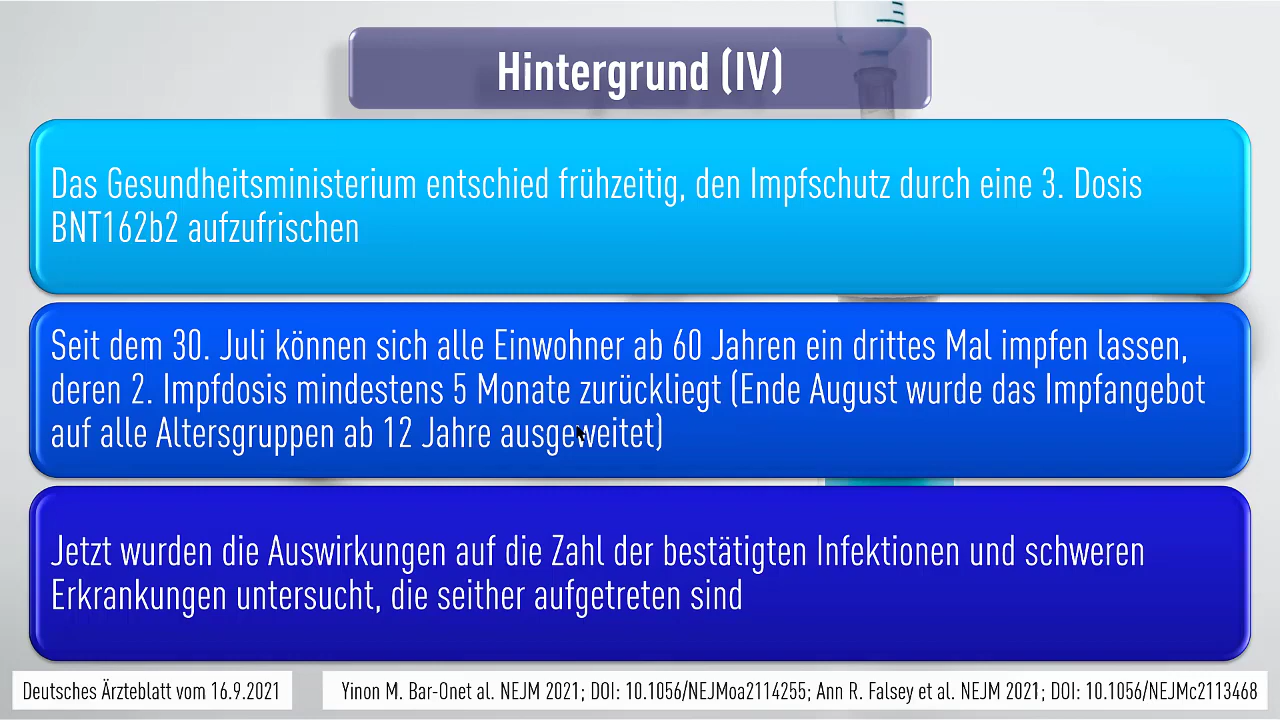 Hintergrund (IV)
Das Gesundheitsministerium entschied frühzeitig, den Impfschutz durch eine 3. Dosis
BNT162b2 aufzufrischen
Seit dem 30. Juli können sich alle Einwohner ab 60 Jahren ein drittes Mal impfen lassen,
deren 2. Impfdosis mindestens 5 Monate zurückliegt (Ende August wurde das Impfangebot
auf alle Altersgruppen ab 12 Jahre ausgeweitet)
Jetzt wurden die Auswirkungen auf die Zahl der bestätigten Infektionen und schweren
Erkrankungen untersucht, die seither aufgetreten sind
Deutsches Ärzteblatt vom 16.9.2021
Yinon M. Bar-Onet al. NEJM 2021; DOI: 10.1056/NEJMoa2114255; Ann R. Falsey et al. NEJM 2021; DOI: 10.1056/NEJMc2113468